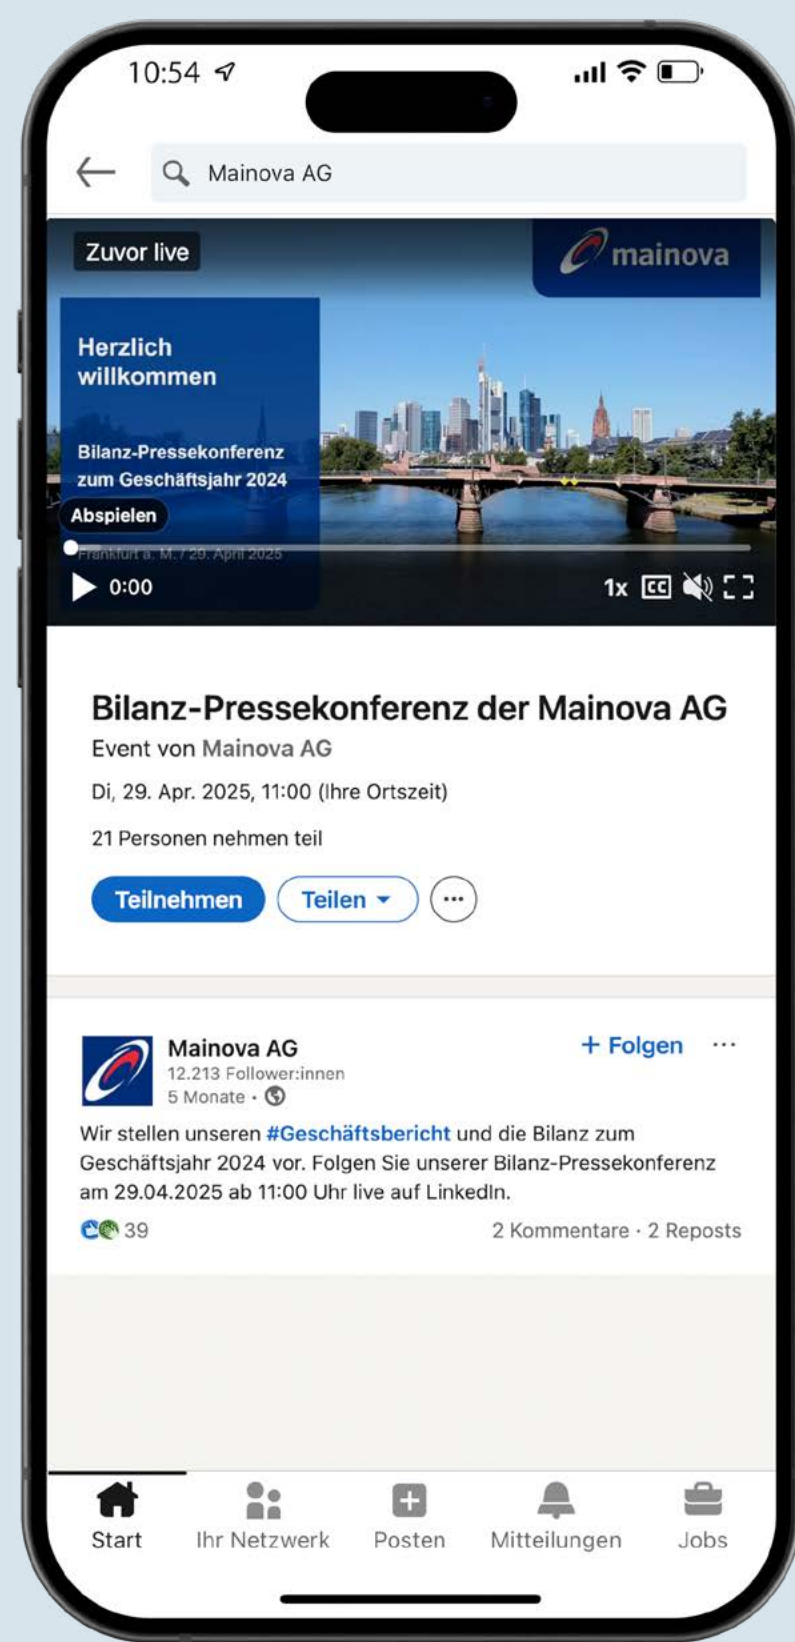 10:54
Mainova AG
Zuvor live
mainova
Herzlich
willkommen
Bilanz-Pressekonferenz
zum Geschäftsjahr 2024
Abspielen
Frankfurt a. M. / 29. April 2025
0:00
1x CC
Bilanz-Pressekonferenz der Mainova AG
Event von Mainova AG
Di, 29. Apr. 2025, 11:00 (Ihre Ortszeit)
21 Personen nehmen teil
Teilnehmen Teilen
Mainova AG
+ Folgen
12.213 Follower:innen
5 Monate •
Wir stellen unseren #Geschäftsbericht und die Bilanz zum
Geschäftsjahr 2024 vor. Folgen Sie unserer Bilanz-Pressekonferenz
am 29.04.2025 ab 11:00 Uhr live auf LinkedIn.
39
2 Kommentare · 2 Reposts
Start Ihr Netzwerk Posten Mitteilungen Jobs